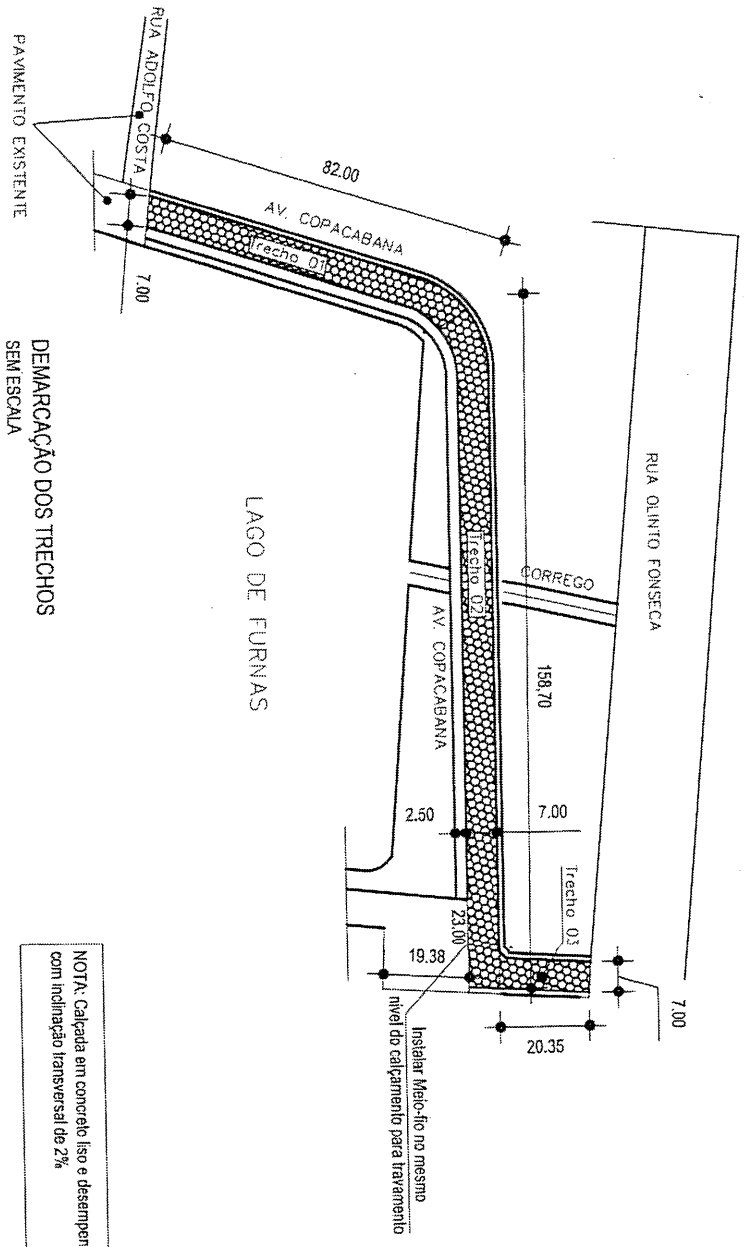 RUA ADOLFO COSTA
PAVIMENTO EXISTENTE
82.00
AV. COPACABANA
Trecho 01
7.00
DEMARCAÇÃO DOS TRECHOS
SEM ESCALA
LAGO DE FURNAS
RUA OLINTO FONSECA
CORREGO
Trecho 02
158,70
AV. COPACABANA
2.50
7.00
Trecho 03
23.00
19.38
7.00
20.35
Instalar Meio-fio no mesmo
nível do calçamento para travamento
NOTA: Calçada em concreto liso e desempen
com inclinação transversal de 2%